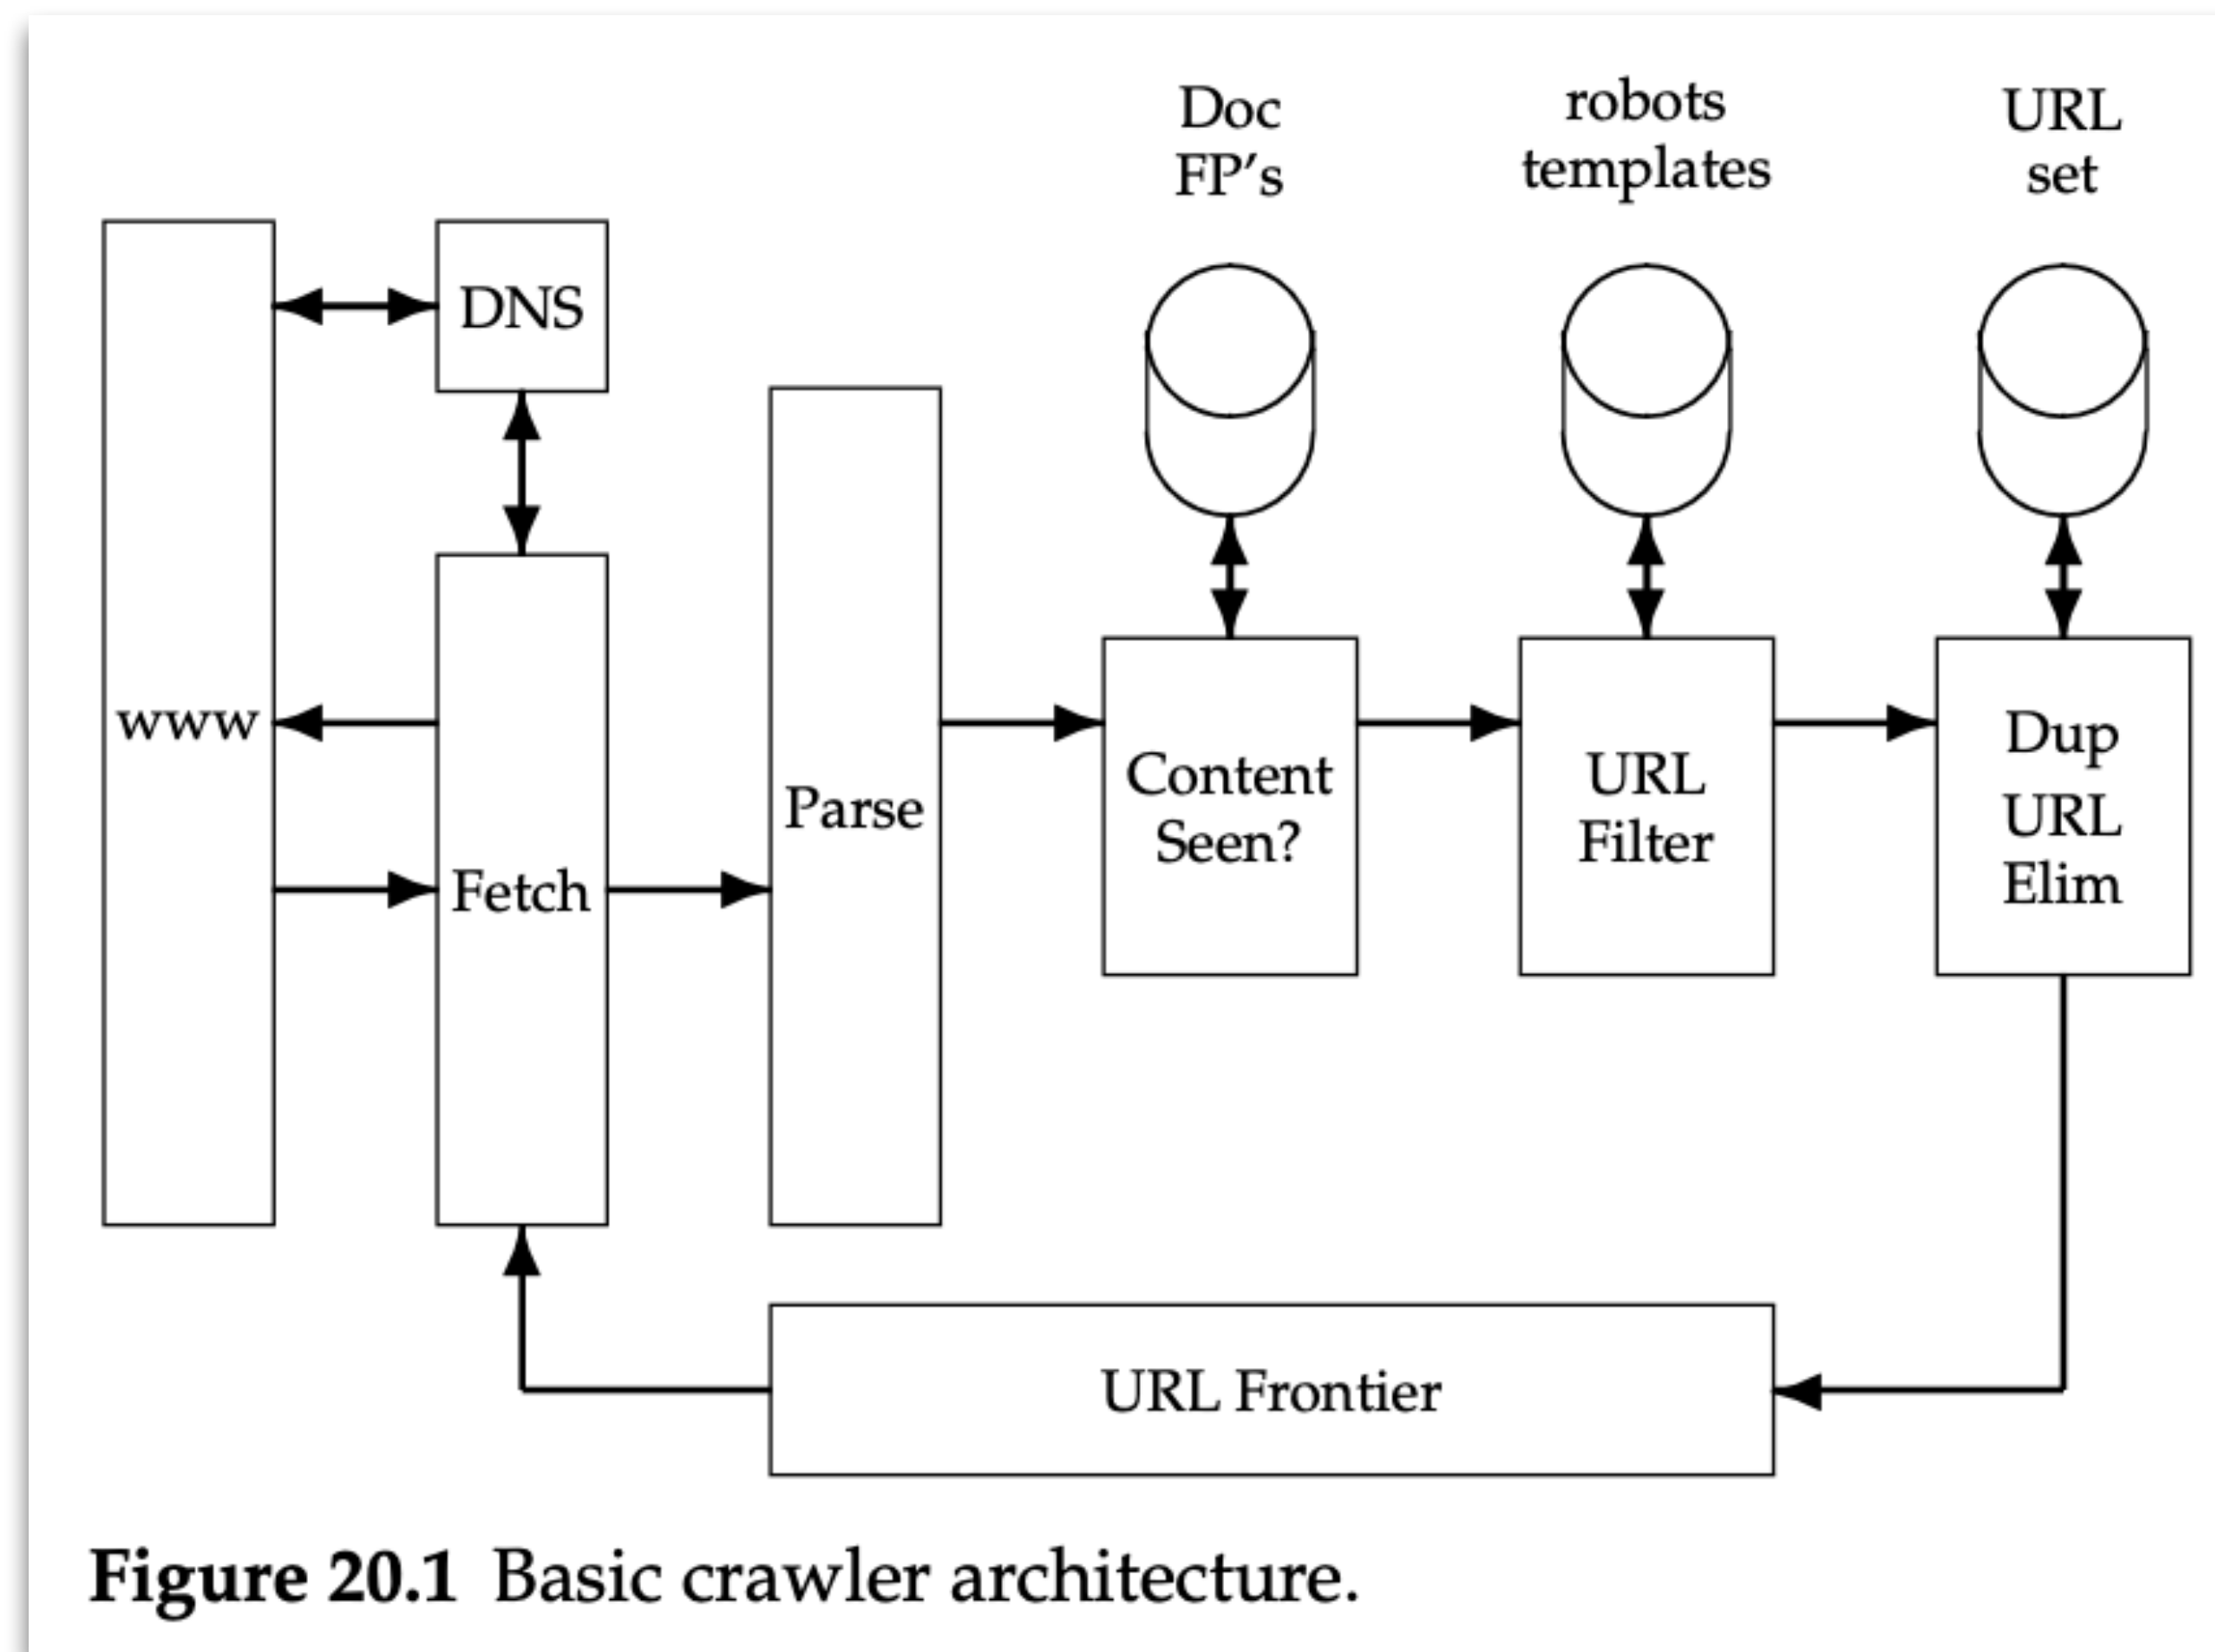 Doc
FP's
robots
templates
URL
set
DNS
www
Fetch
Parse
Content
Seen?
URL
Filter
Dup
URL
Elim
URL Frontier
Figure 20.1 Basic crawler architecture.